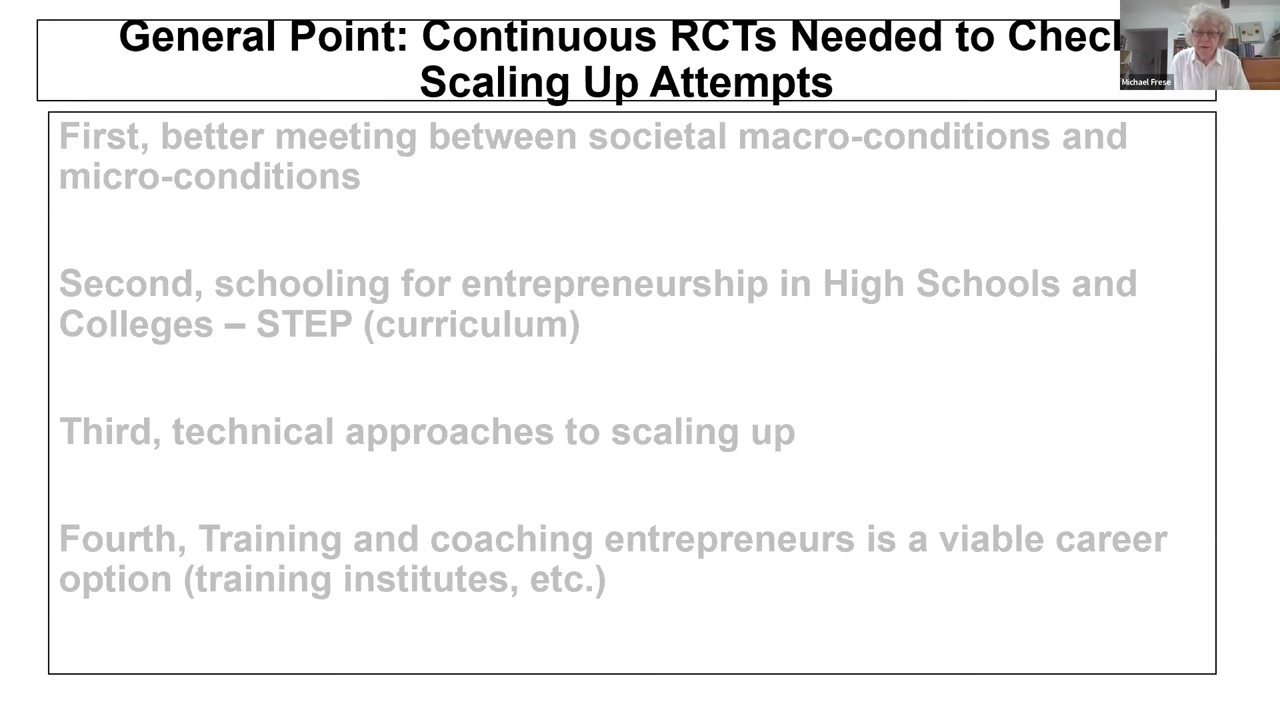 General Point: Continuous RCTs Needed to Chec
Scaling Up Attempts
Michael Frese
First, better meeting between societal macro-conditions and
micro-conditions
Second, schooling for entrepreneurship in High Schools and
Colleges – STEP (curriculum)
Third, technical approaches to scaling up
Fourth, Training and coaching entrepreneurs is a viable career
option (training institutes, etc.)